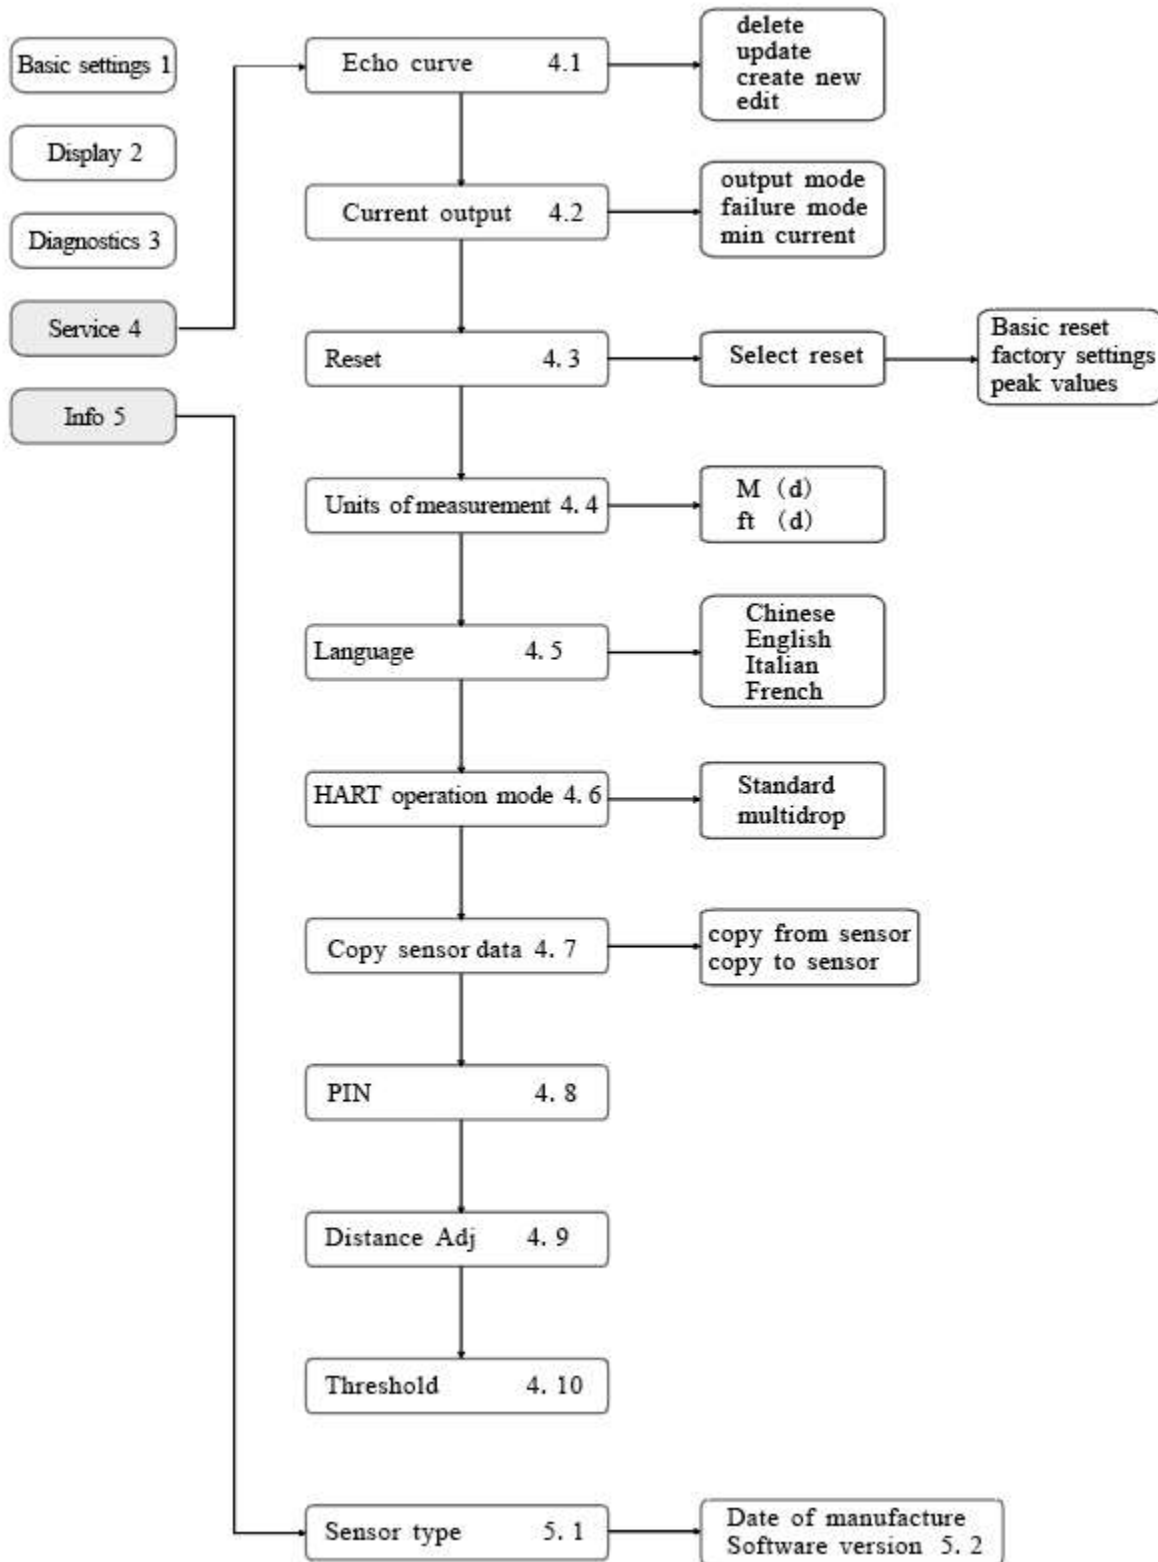 Basic settings 1
Display 2
Diagnostics 3
Service 4
Info 5
Echo curve 4.1
delete
update
create new
edit
Current output 4.2
output mode
failure mode
min current
Reset 4.3
Select reset
Basic reset
factory settings
peak values
Units of measurement 4.4
M (d)
ft (d)
Language 4.5
Chinese
English
Italian
French
HART operation mode 4.6
Standard
multidrop
Copy sensor data 4.7
copy from sensor
copy to sensor
PIN 4.8
Distance Adj 4.9
Threshold 4.10
Sensor type 5.1
Date of manufacture
Software version 5.2